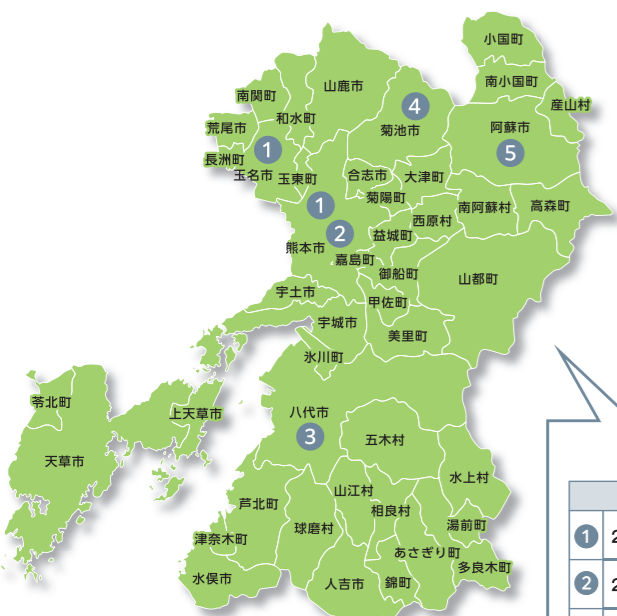 小国町
南小国町
産山村
山鹿市
南関町
和水町
4
菊池市
阿蘇市
5
荒尾市
1
長洲町
玉名市
玉東町
合志市
大津町
菊陽町
1
西原村
南阿蘇村
高森町
2
益城町
熊本市
嘉島町
御船町
山都町
宇土市
甲佐町
宇城市
美里町
氷川町
苓北町
上天草市
八代市
3
五木村
天草市
水上村
芦北町
山江村
相良村
球磨村
湯前町
津奈木町
あさぎり町
多良木町
水俣市
人吉市
錦町
1 2
2 2